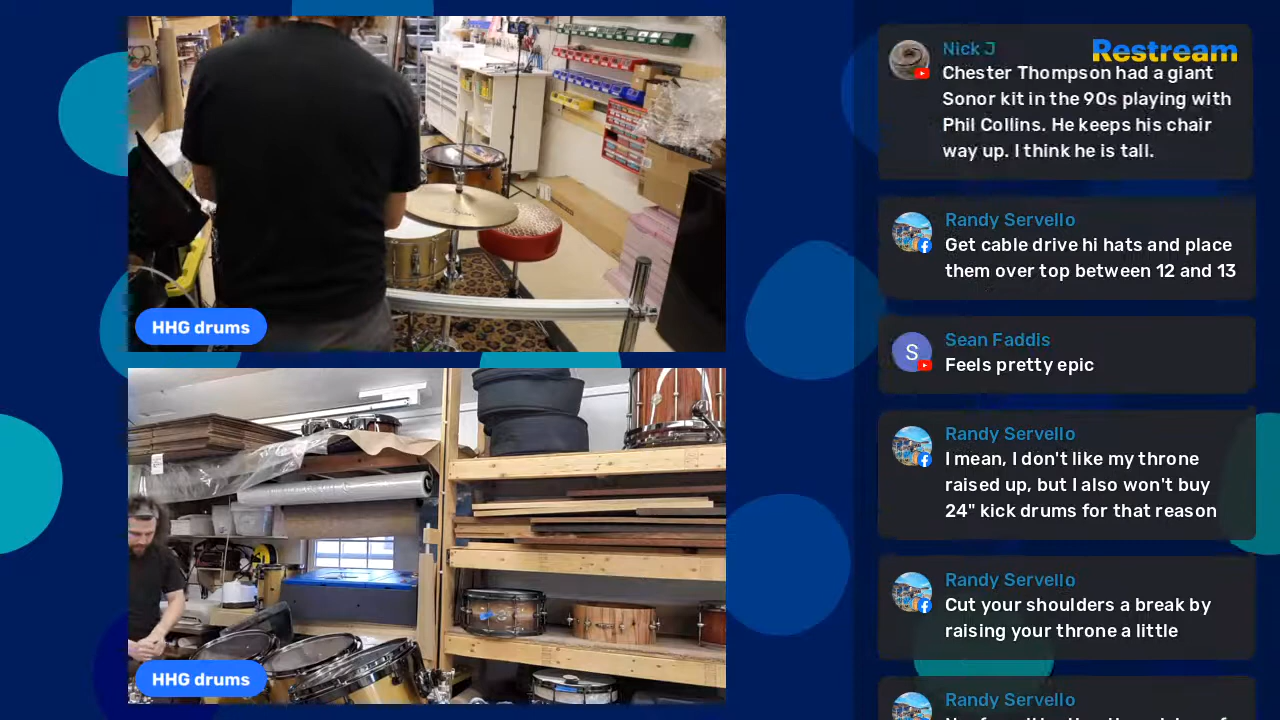 HHG drums
HHG drums
Restream
Nick J
Chester Thompson had a giant
Sonor kit in the 90s playing with
Phil Collins. He keeps his chair
way up. I think he is tall.
Randy Servello
Get cable drive hi hats and place
them over top between 12 and 13
S
Sean Faddis
Feels pretty epic
Randy Servello
I mean, I don't like my throne
raised up, but I also won't buy
24" kick drums for that reason
Randy Servello
Cut your shoulders a break by
raising your throne a little
Randy Servello